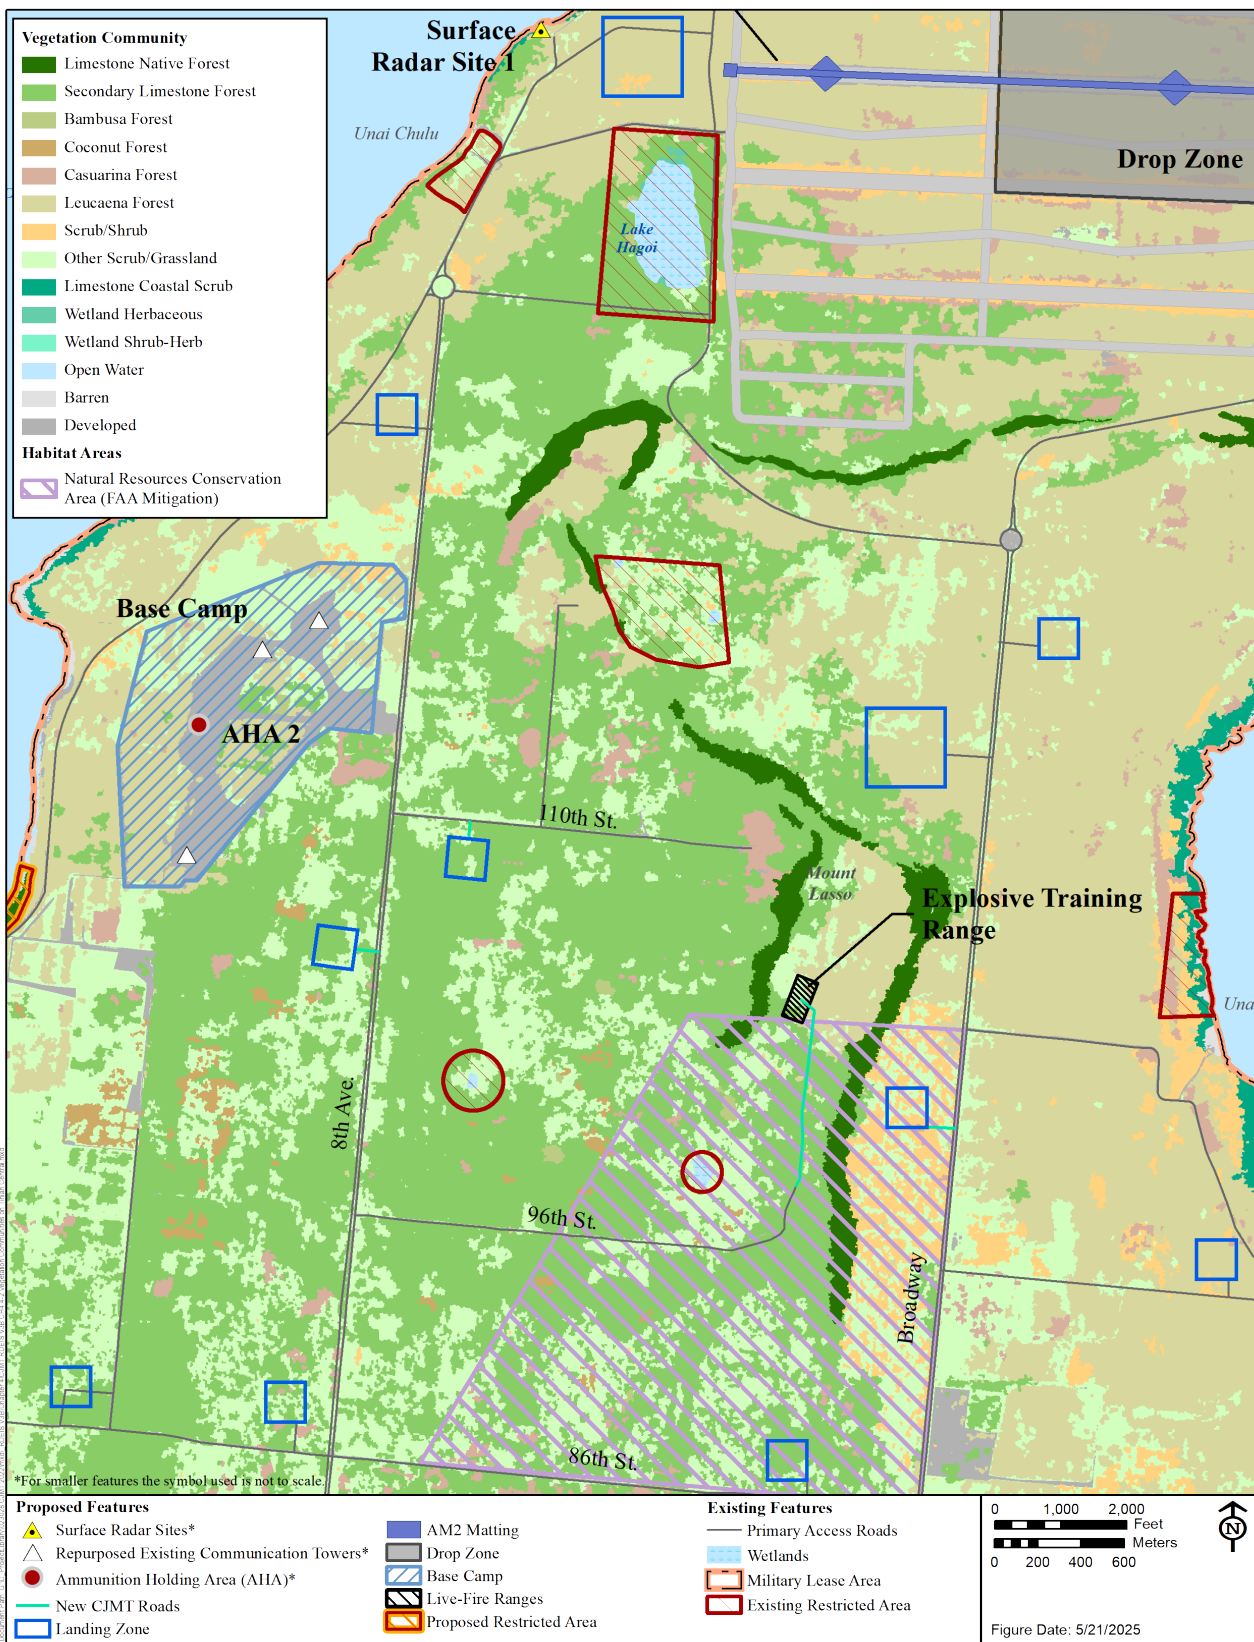 Vegetation Community
Limestone Native Forest
Secondary Limestone Forest
Bambusa Forest
Coconut Forest
Casuarina Forest
Leucaena Forest
Scrub/Shrub
Other Scrub/Grassland
Limestone Coastal Scrub
Wetland Herbaceous
Wetland Shrub-Herb
Open Water
Barren
Developed
Habitat Areas
Natural Resources Conservation
Area (FAA Mitigation)
Surface
Radar Site 1
Unai Chulu
Drop Zone
Lake
Hagoi
Base Camp
AHA 2
110th St.
Mount
Lasso
Explosive Training
Range
Una
8th Ave.
96th St.
Broadway
86th St.
*For smaller features the symbol used is not to scale.
Proposed Features
Surface Radar Sites*
Repurposed Existing Communication Towers*
Ammunition Holding Area (AHA)*
New CJMT Roads
Landing Zone
AM2 Matting
Drop Zone
Base Camp
Live-Fire Ranges
Proposed Restricted Area
Existing Features
Primary Access Roads
Wetlands
Military Lease Area
Existing Restricted Area
0 1,000 2,000
Feet
Meters
0 200 400 600
N
Figure Date: 5/21/2025